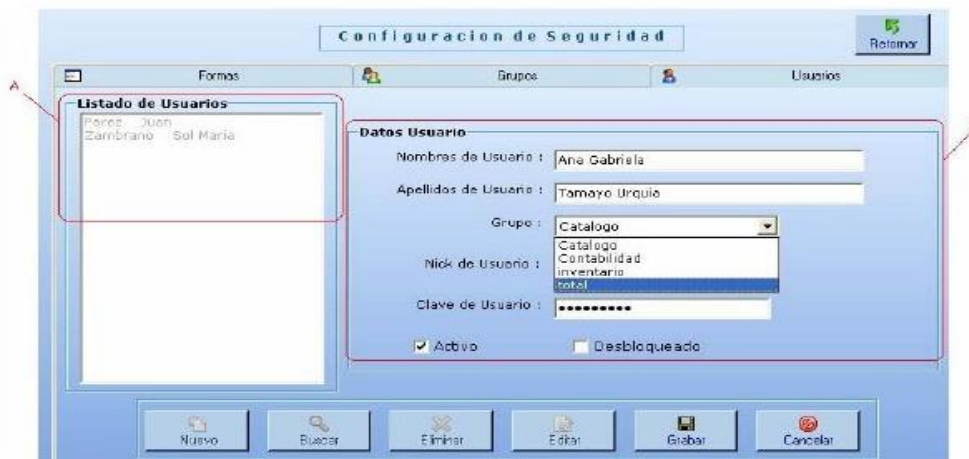 Configuracion de Seguridad
Retornar
Formas
Grupos
Usuarios
A
Listado de Usuarios
Perez Juan
Zambrano Sol Maria
Datos Usuario
Nombres de Usuario : Ana Gabriela
Apellidos de Usuario : Tamayo Urquia
Grupo : Catalogo
Catalogo
Contabilidad
inventario
total
Nick de Usuario :
Clave de Usuario : •••••••••
Activo
Desbloqueado
Nuevo
Buscar
Eliminar
Editar
Grabar
Cancelar